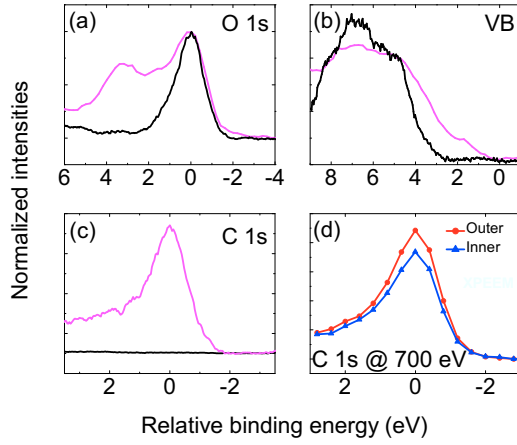 (a) O 1s
(b) VB
6 4 2 0 -2 -4
8 6 4 2 0
Normalized intensities
(c)
C 1s
(d)
Outer
Inner
C 1s @ 700 eV
2 0 -2
2 0 -2
Relative binding energy (eV)